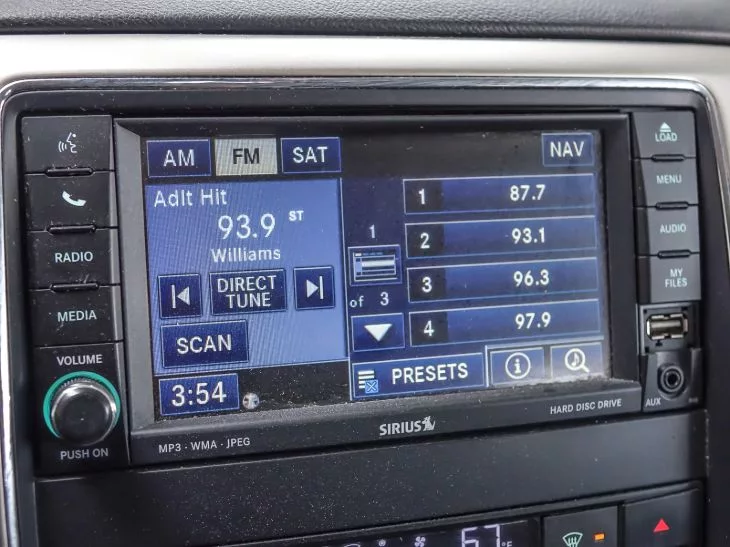 AM FM SAT NAV
Adlt Hit
93.9 ST
Williams
DIRECT
TUNE
SCAN
3:54
1
of 3
1 87.7
2 93.1
3 96.3
4 97.9
PRESETS
RADIO
MEDIA
VOLUME
PUSH ON
LOAD
MENU
AUDIO
MY
FILES
AUX
MP3 · WMA · JPEG
SIRIUS
HARD DISC DRIVE
67°F